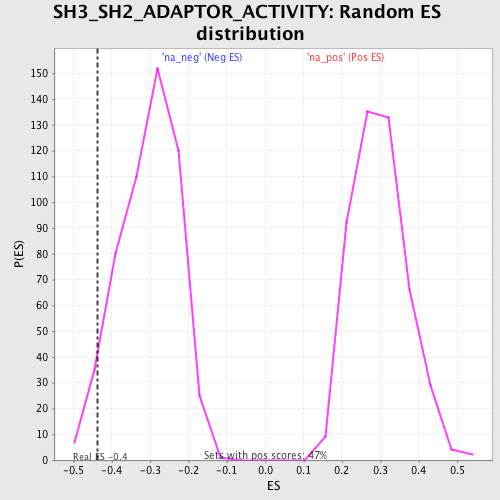 SH3_SH2_ADAPTOR_ACTIVITY: Random ES
distribution
'na_neg' (Neg ES)
'na_pos' (Pos ES)
P(ES)
150
140
130
120
110
100
90
80
70
60
50
40
30
20
10
0
Real ES -0.4
Sets with pos scores: 47%
-0.5 -0.4 -0.3 -0.2 -0.1 0.0 0.1 0.2 0.3 0.4 0.5
ES